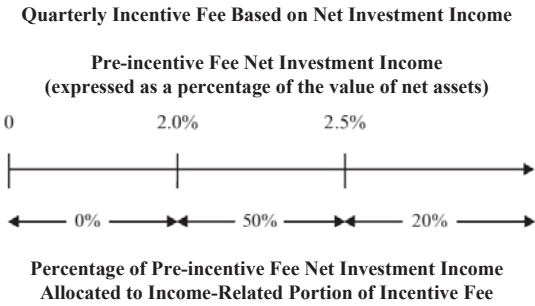 Quarterly Incentive Fee Based on Net Investment Income
Pre-incentive Fee Net Investment Income
(expressed as a percentage of the value of net assets)
0 2.0% 2.5%
0% 50% 20%
Percentage of Pre-incentive Fee Net Investment Income
Allocated to Income-Related Portion of Incentive Fee